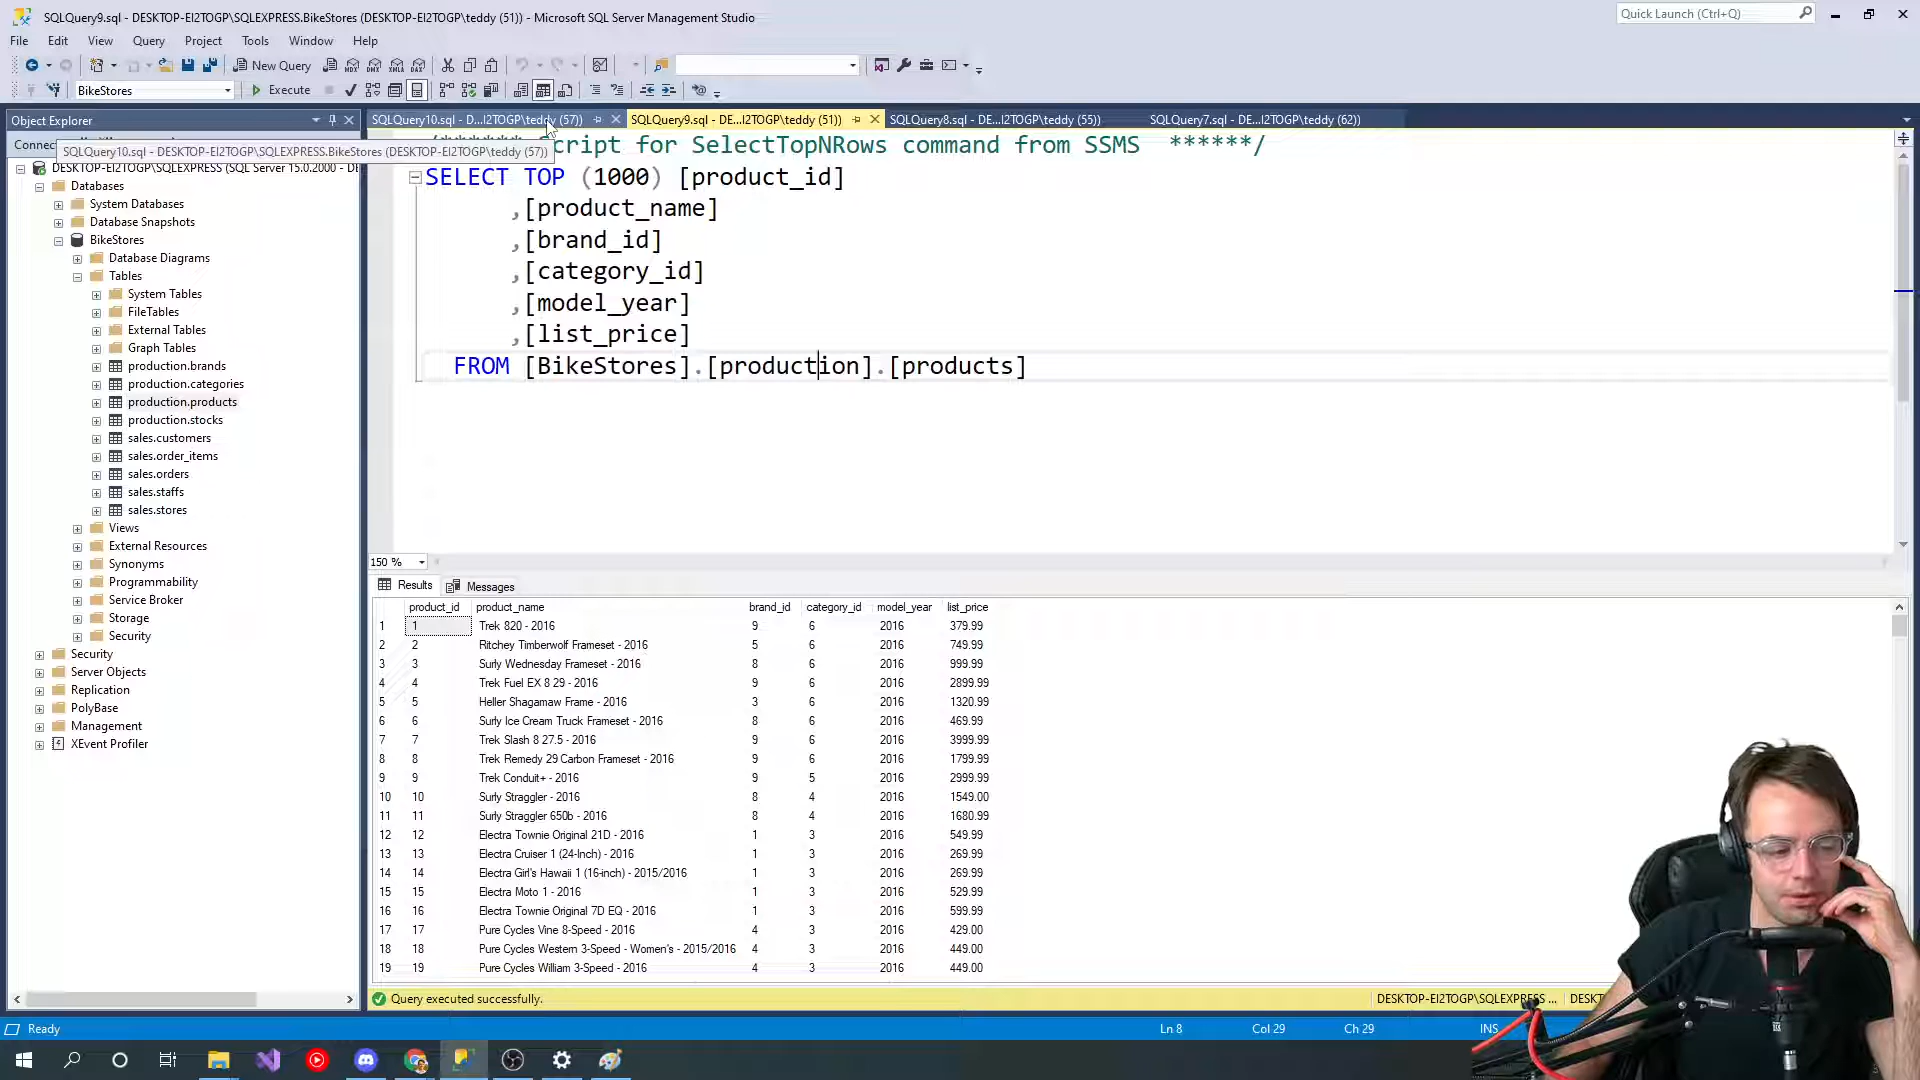 SQLQuery9.sql - DESKTOP-EI2TOGP\SQLEXPRESS.BikeStores (DESKTOP-EI2TOGP\teddy (51)) - Microsoft SQL Server Management Studio
Quick Launch (Ctrl+Q)
File Edit View Query Project Tools Window Help
New Query
BikeStores
Execute
Object Explorer
SQLQuery10.sql - D...I2TOGP\teddy (57))
SQLQuery9.sql - DE...I2TOGP\teddy (51))
SQLQuery8.sql - DE...I2TOGP\teddy (55))
SQLQuery7.sql - DE...I2TOGP\teddy (62))
SQLQuery10.sql - DESKTOP-EI2TOGP\SQLEXPRESS.BikeStores (DESKTOP-EI2TOGP\teddy (57))
DESKTOP-EI2TOGP\SQLEXPRESS (SQL Server 15.0.2000 - DE
Databases
System Databases
Database Snapshots
BikeStores
Database Diagrams
Tables
System Tables
FileTables
External Tables
Graph Tables
production.brands
production.categories
production.products
production.stocks
sales.customers
sales.order_items
sales.orders
sales.staffs
sales.stores
Views
External Resources
Synonyms
Programmability
Service Broker
Storage
Security
Security
Server Objects
Replication
PolyBase
Management
XEvent Profiler
cript for SelectTopNRows command from SSMS ******/
SELECT TOP (1000) [product_id]
,[product_name]
,[brand_id]
,[category_id]
,[model_year]
,[list_price]
FROM [BikeStores].[production].[products]
150 %
Results Messages
product_id product_name brand_id category_id model_year list_price
1 1 Trek 820 - 2016 9 6 2016 379.99
2 2 Ritchey Timberwolf Frameset - 2016 5 6 2016 749.99
3 3 Surly Wednesday Frameset - 2016 8 6 2016 999.99
4 4 Trek Fuel EX 8 29 - 2016 9 6 2016 2899.99
5 5 Heller Shagamaw Frame - 2016 3 6 2016 1320.99
6 6 Surly Ice Cream Truck Frameset - 2016 8 6 2016 469.99
7 7 Trek Slash 8 27.5 - 2016 9 6 2016 3999.99
8 8 Trek Remedy 29 Carbon Frameset - 2016 9 6 2016 1799.99
9 9 Trek Conduit+ - 2016 9 5 2016 2999.99
10 10 Surly Straggler - 2016 8 4 2016 1549.00
11 11 Surly Straggler 650b - 2016 8 4 2016 1680.99
12 12 Electra Townie Original 21D - 2016 1 3 2016 549.99
13 13 Electra Cruiser 1 (24-Inch) - 2016 1 3 2016 269.99
14 14 Electra Girl's Hawaii 1 (16-inch) - 2015/2016 1 3 2016 269.99
15 15 Electra Moto 1 - 2016 1 3 2016 529.99
16 16 Electra Townie Original 7D EQ - 2016 1 3 2016 599.99
17 17 Pure Cycles Vine 8-Speed - 2016 4 3 2016 429.00
18 18 Pure Cycles Western 3-Speed - Women's - 2015/2016 4 3 2016 449.00
19 19 Pure Cycles William 3-Speed - 2016 4 3 2016 449.00
Query executed successfully.
DESKTOP-EI2TOGP\SQLEXPRESS ...
DESKT
Ready
Ln 8 Col 29 Ch 29 INS